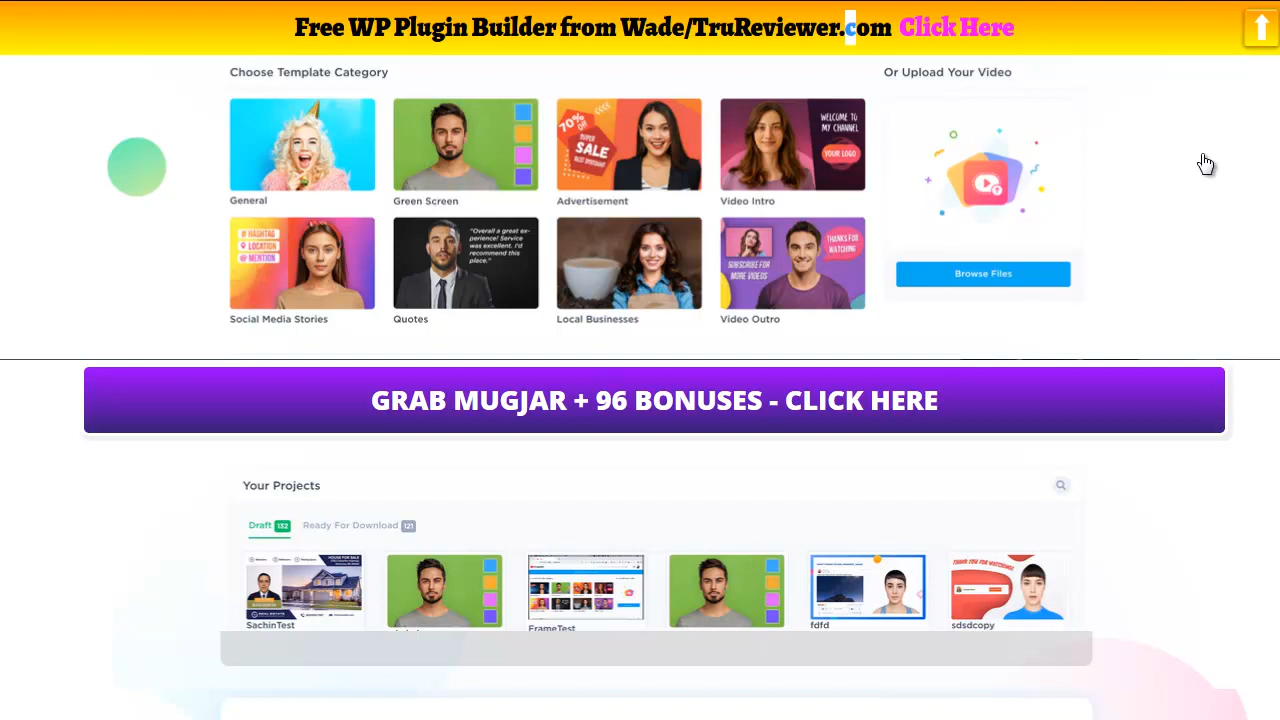 Free WP Plugin Builder from Wade/TruReviewer.com Click Here
Choose Template Category
Or Upload Your Video
70% Off
SUPER
SALE
WELCOME TO
MY CHANNEL
YOUR LOGO
General
Green Screen
Advertisement
Video Intro
# HASHTAG
LOCATION
@ MENTION
"Overall a great ex-
perience! Service
was excellent. I'd
recommend this
place."
THANKS FOR
WATCHING
SUBSCRIBE FOR
MORE VIDEOS
Browse Files
Social Media Stories
Quotes
Local Businesses
Video Outro
GRAB MUGJAR + 96 BONUSES - CLICK HERE
Your Projects
Draft 132
Ready For Download 121
HOUSE FOR SALE
THANK YOU FOR WATCHING!
SachinTest
FrameTest
fdfd
sdsdcopy